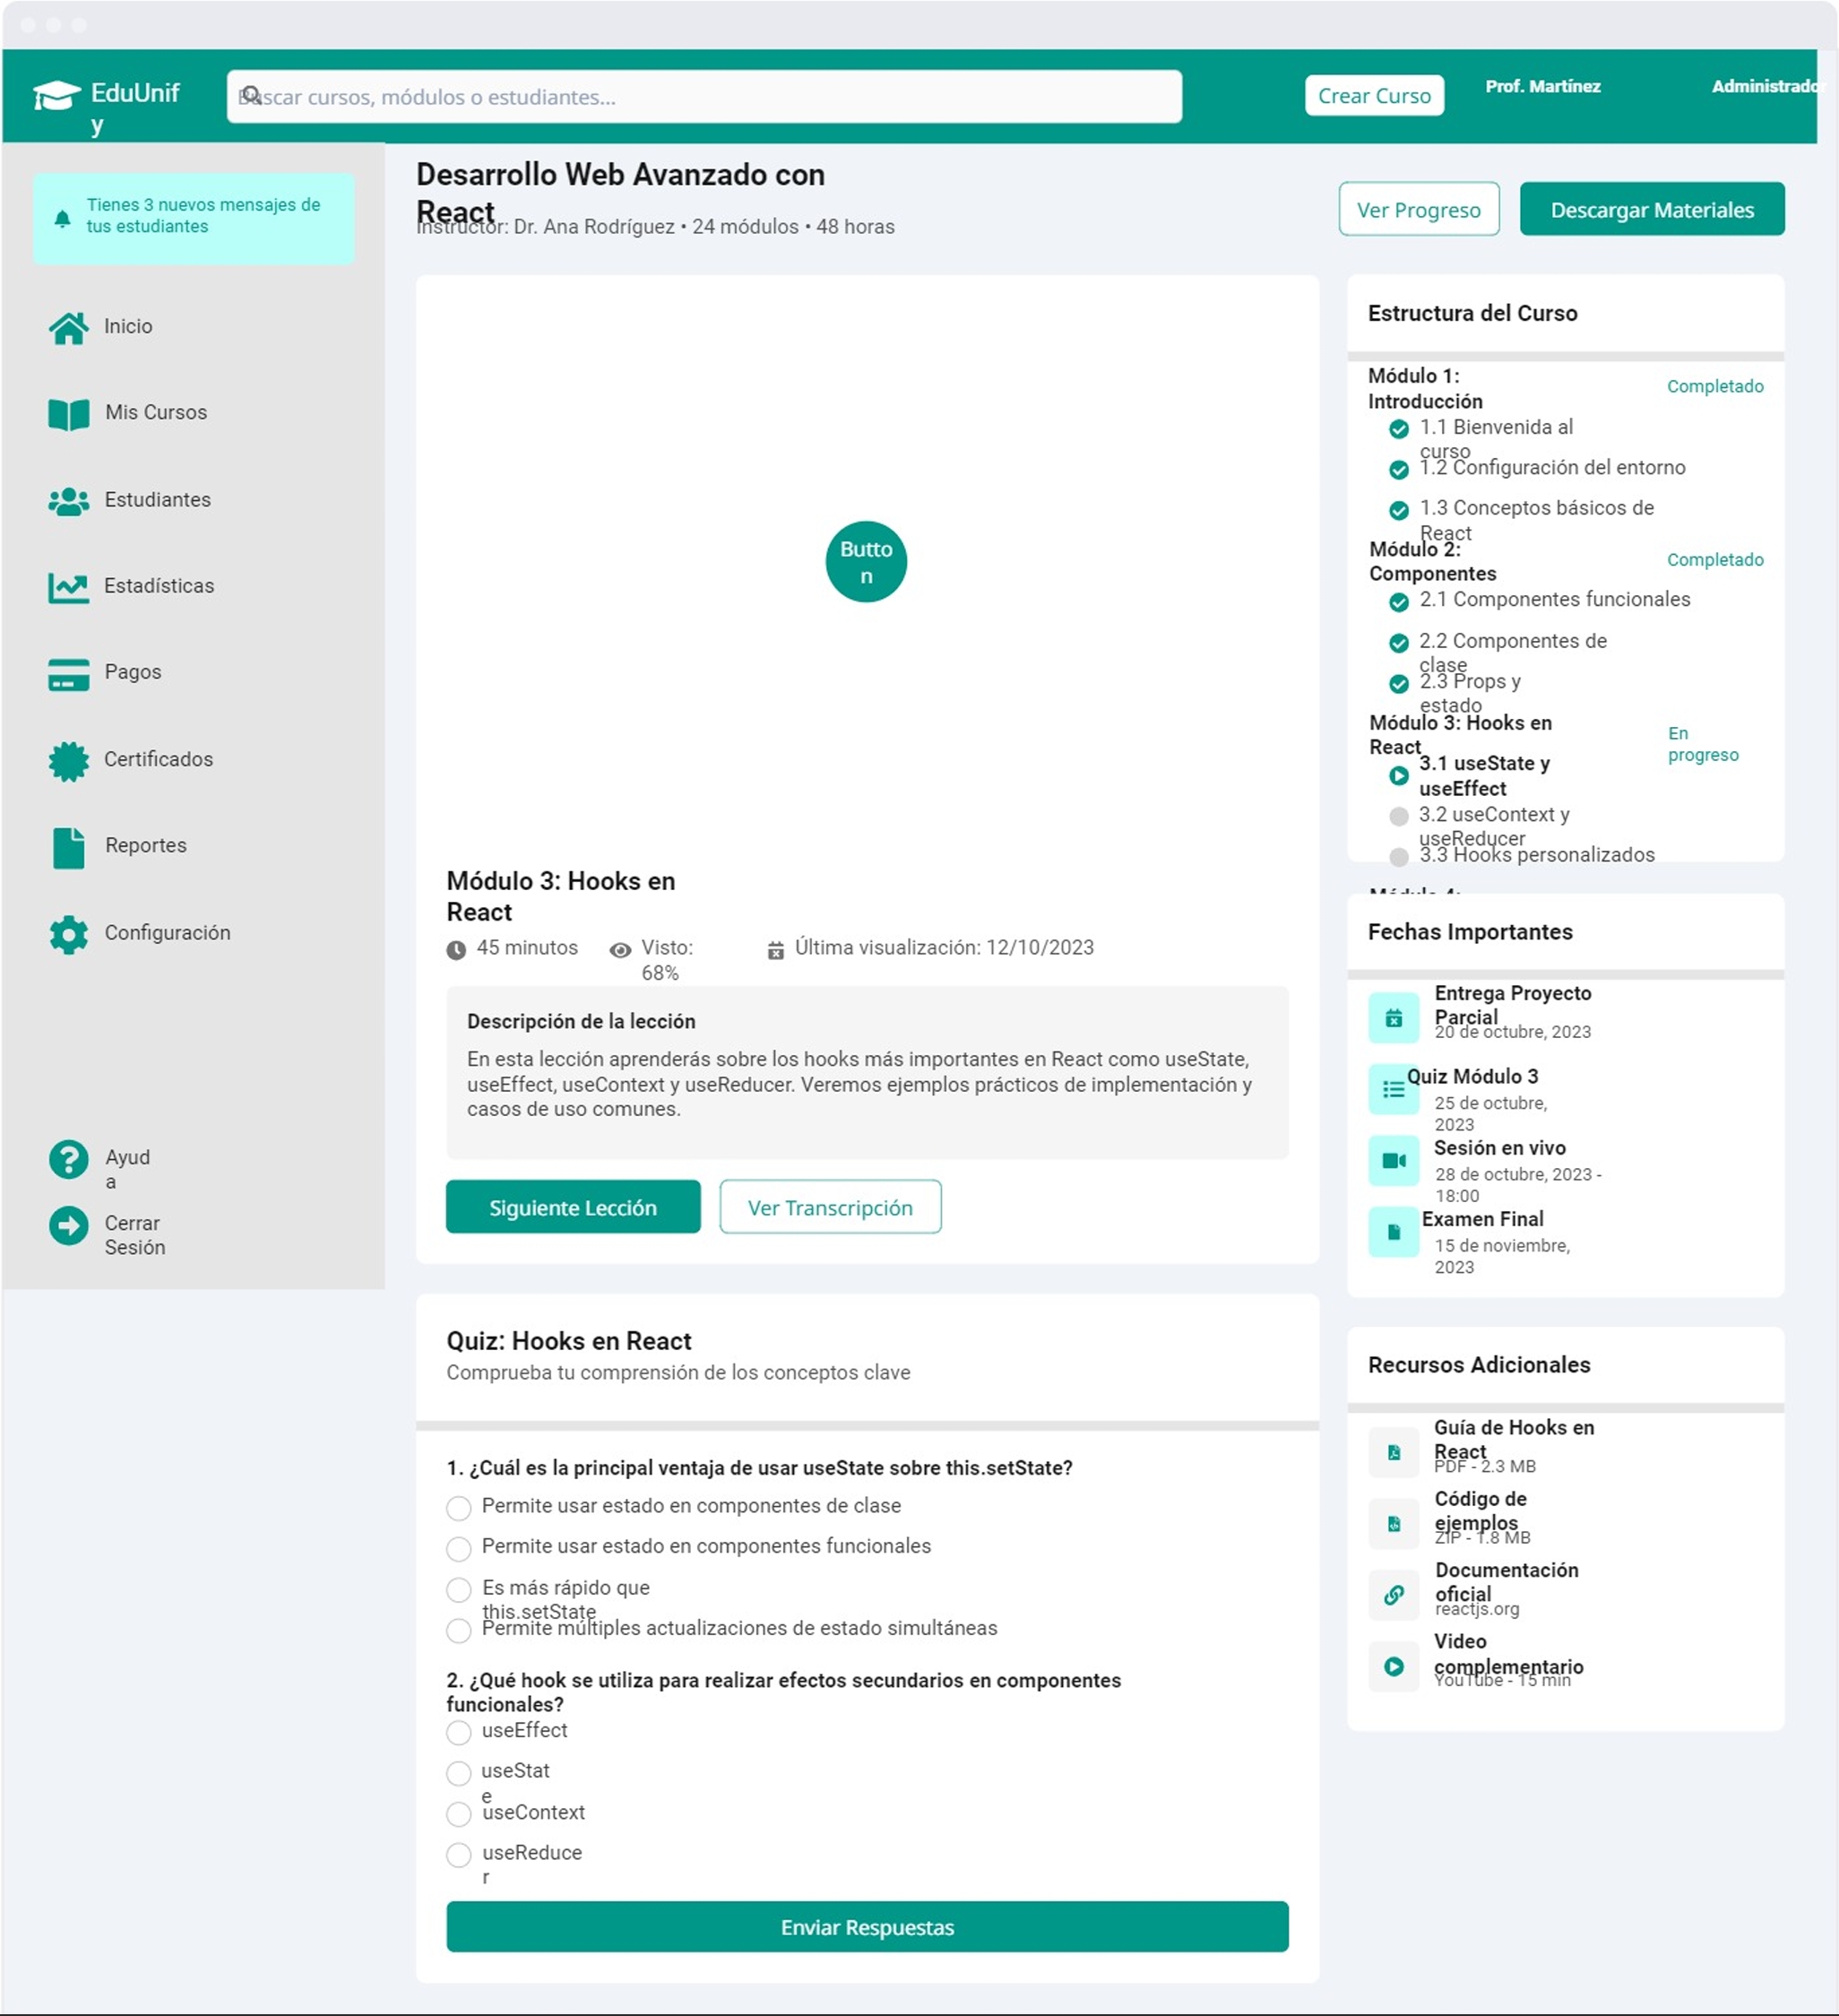 EduUnif
y
Buscar cursos, módulos o estudiantes...
Crear Curso
Prof. Martínez
Administrador
Tienes 3 nuevos mensajes de
tus estudiantes
Inicio
Mis Cursos
Estudiantes
Estadísticas
Pagos
Certificados
Reportes
Configuración
Ayud
a
Cerrar
Sesión
Desarrollo Web Avanzado con
React
Instructor: Dr. Ana Rodríguez • 24 módulos • 48 horas
Ver Progreso
Descargar Materiales
Butto
n
Módulo 3: Hooks en
React
45 minutos
Visto:
68%
Última visualización: 12/10/2023
Descripción de la lección
En esta lección aprenderás sobre los hooks más importantes en React como useState,
useEffect, useContext y useReducer. Veremos ejemplos prácticos de implementación y
casos de uso comunes.
Siguiente Lección
Ver Transcripción
Quiz: Hooks en React
Comprueba tu comprensión de los conceptos clave
1. ¿Cuál es la principal ventaja de usar useState sobre this.setState?
Permite usar estado en componentes de clase
Permite usar estado en componentes funcionales
Es más rápido que
this.setState
Permite múltiples actualizaciones de estado simultáneas
2. ¿Qué hook se utiliza para realizar efectos secundarios en componentes
funcionales?
useEffect
useStat
e
useContext
useReduce
r
Enviar Respuestas
Estructura del Curso
Módulo 1:
Introducción
Completado
1.1 Bienvenida al
curso
1.2 Configuración del entorno
1.3 Conceptos básicos de
React
Módulo 2:
Componentes
Completado
2.1 Componentes funcionales
2.2 Componentes de
clase
2.3 Props y
estado
Módulo 3: Hooks en
React
En
progreso
3.1 useState y
useEffect
3.2 useContext y
useReducer
3.3 Hooks personalizados
Módulo 4:
Fechas Importantes
Entrega Proyecto
Parcial
20 de octubre, 2023
Quiz Módulo 3
25 de octubre,
2023
Sesión en vivo
28 de octubre, 2023 -
18:00
Examen Final
15 de noviembre,
2023
Recursos Adicionales
Guía de Hooks en
React
PDF - 2.3 MB
Código de
ejemplos
ZIP - 1.8 MB
Documentación
oficial
reactjs.org
Video
complementario
YouTube - 15 min